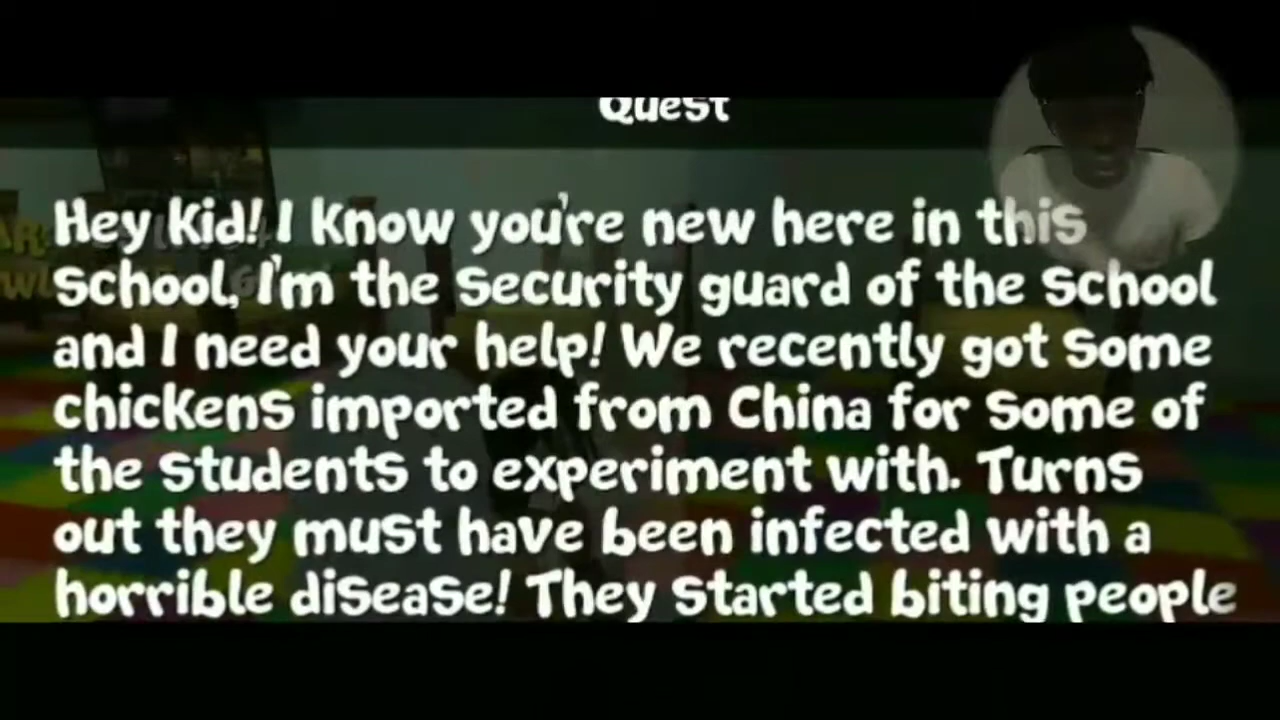 Quest
Hey kid! I know you're new here in this
school, I'm the security guard of the school
and I need your help! We recently got some
chickens imported from China for some of
the students to experiment with. Turns
out they must have been infected with a
horrible disease! They started biting people